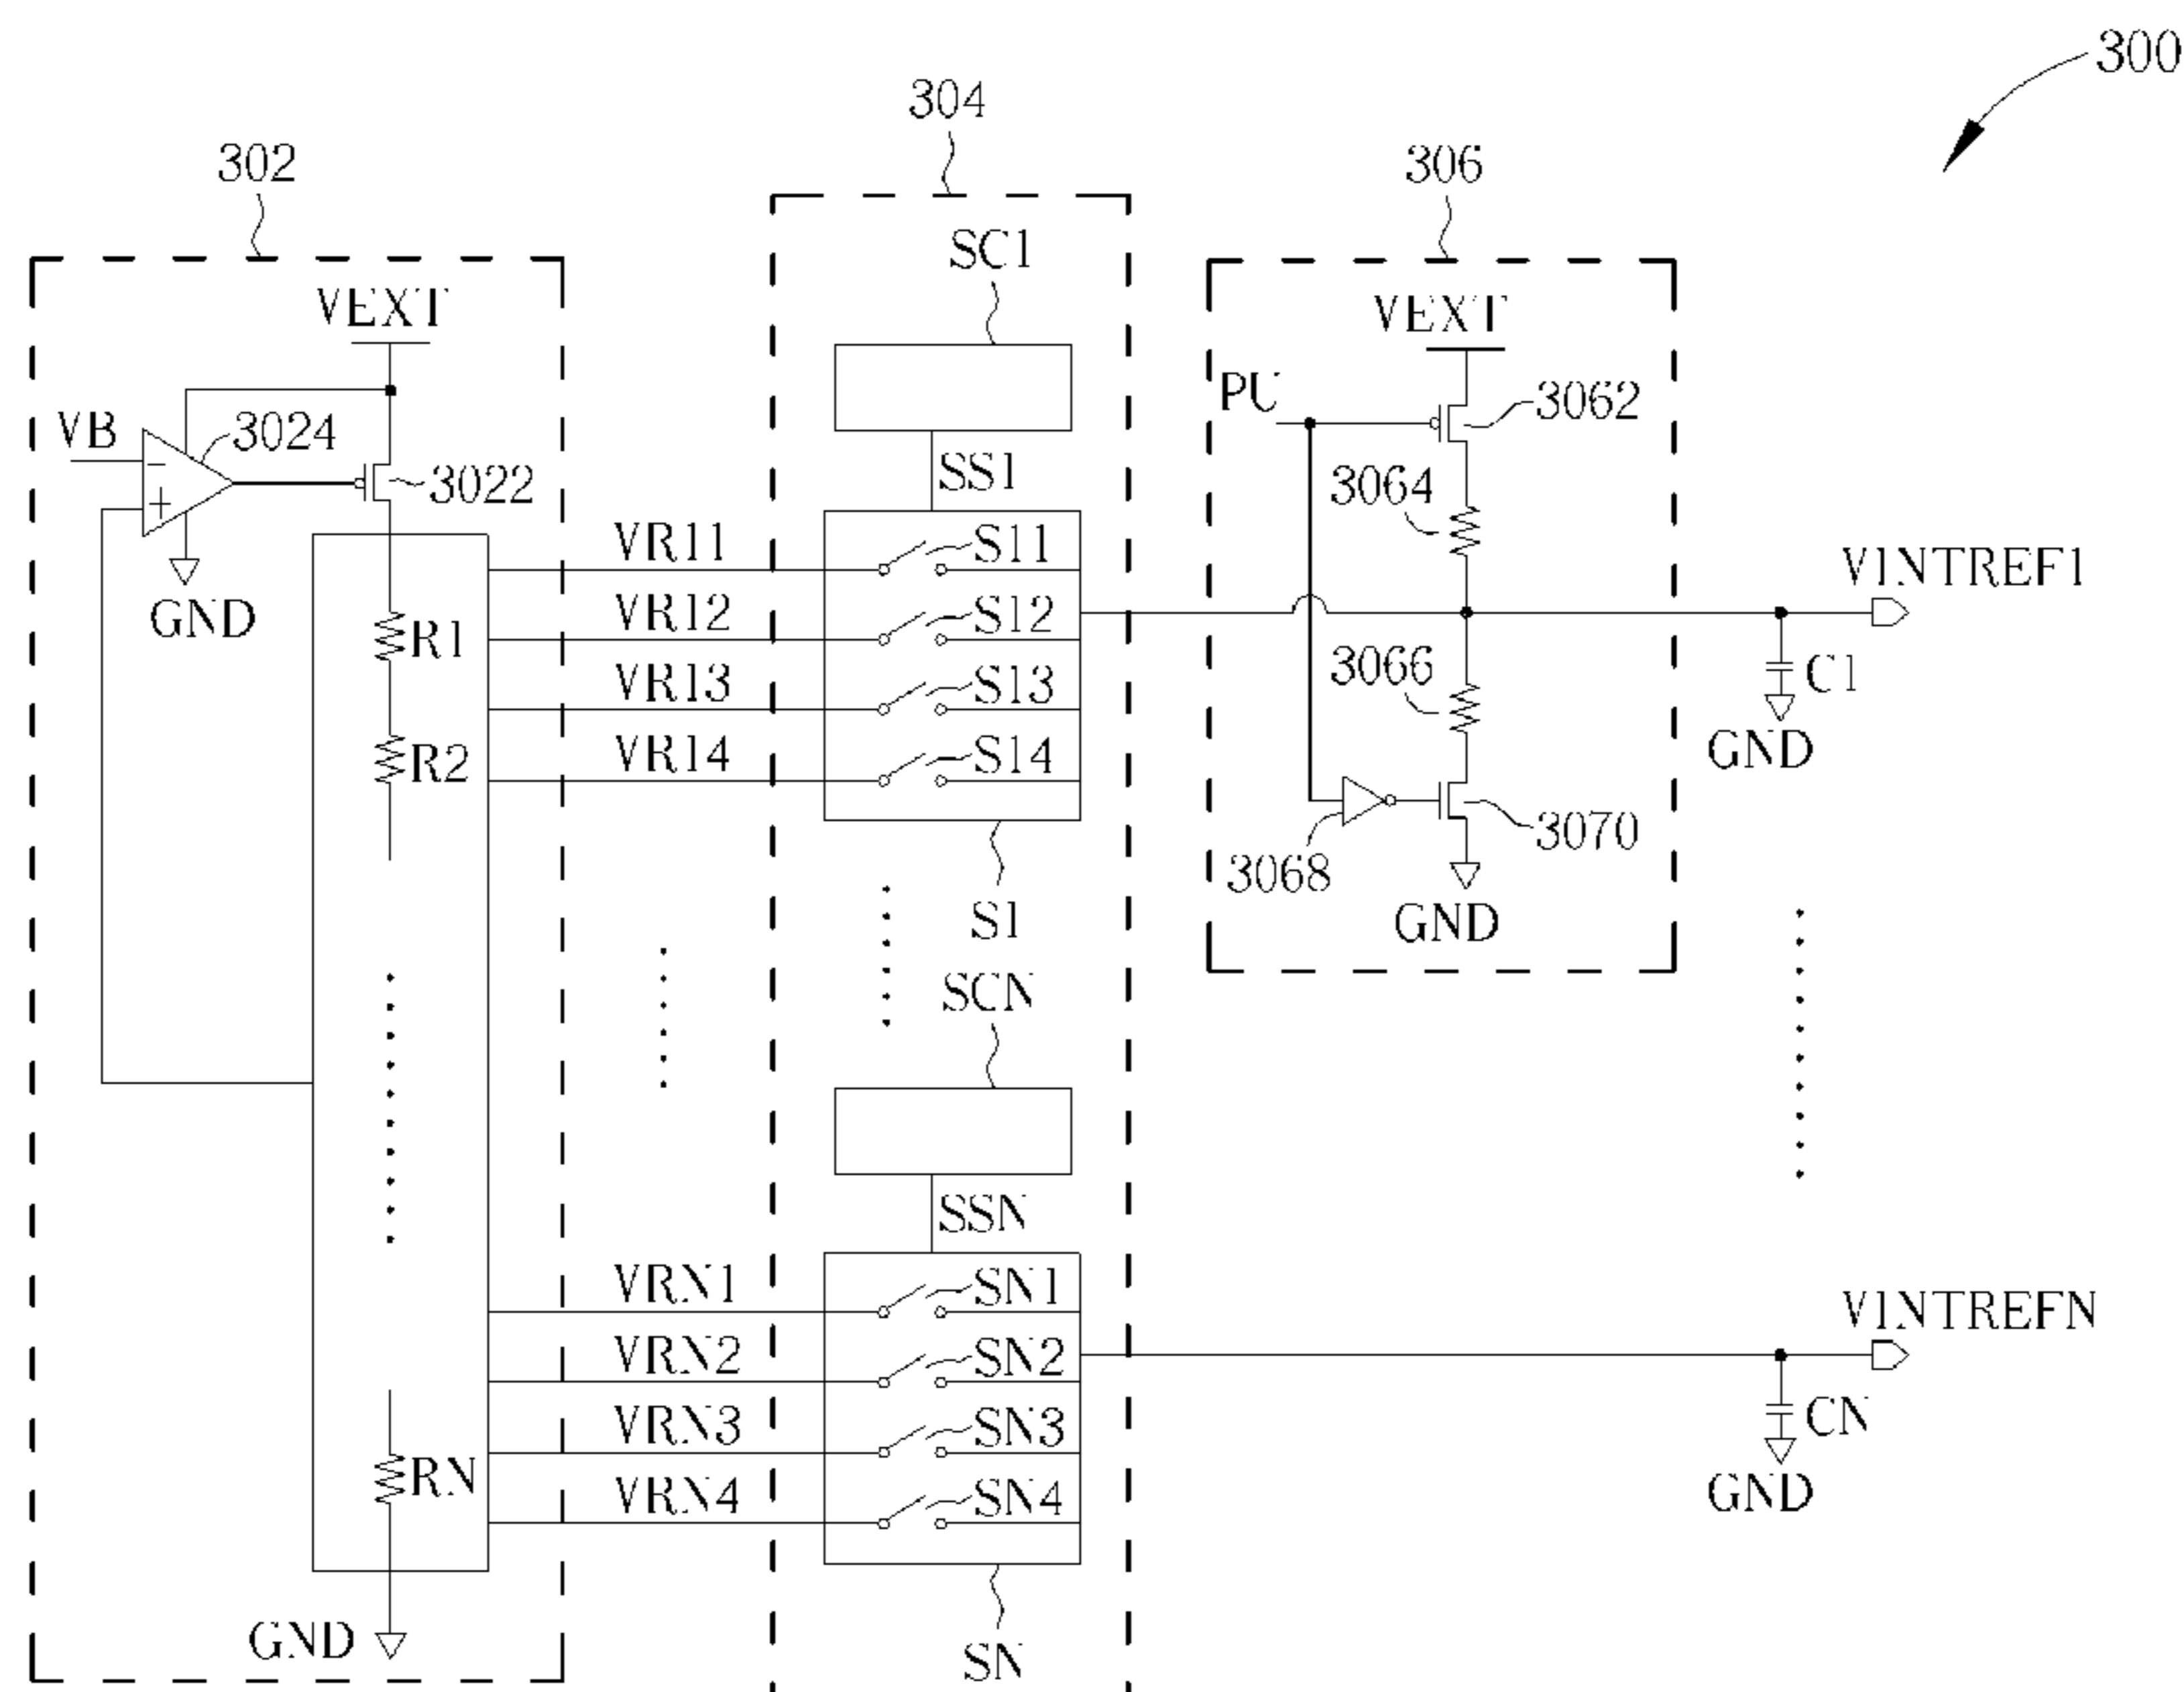 300
304
302
306
SC1
VEXT
VEXT
PU
3062
VB
3024
3022
SS1
3064
VR11
S11
VINTREF1
GND
R1
VR12
S12
3066
VR13
S13
C1
R2
VR14
S14
GND
3070
3068
S1
GND
SCN
SSN
VRN1
SN1
VINTREFN
VRN2
SN2
VRN3
SN3
CN
RN
VRN4
SN4
GND
GND
SN